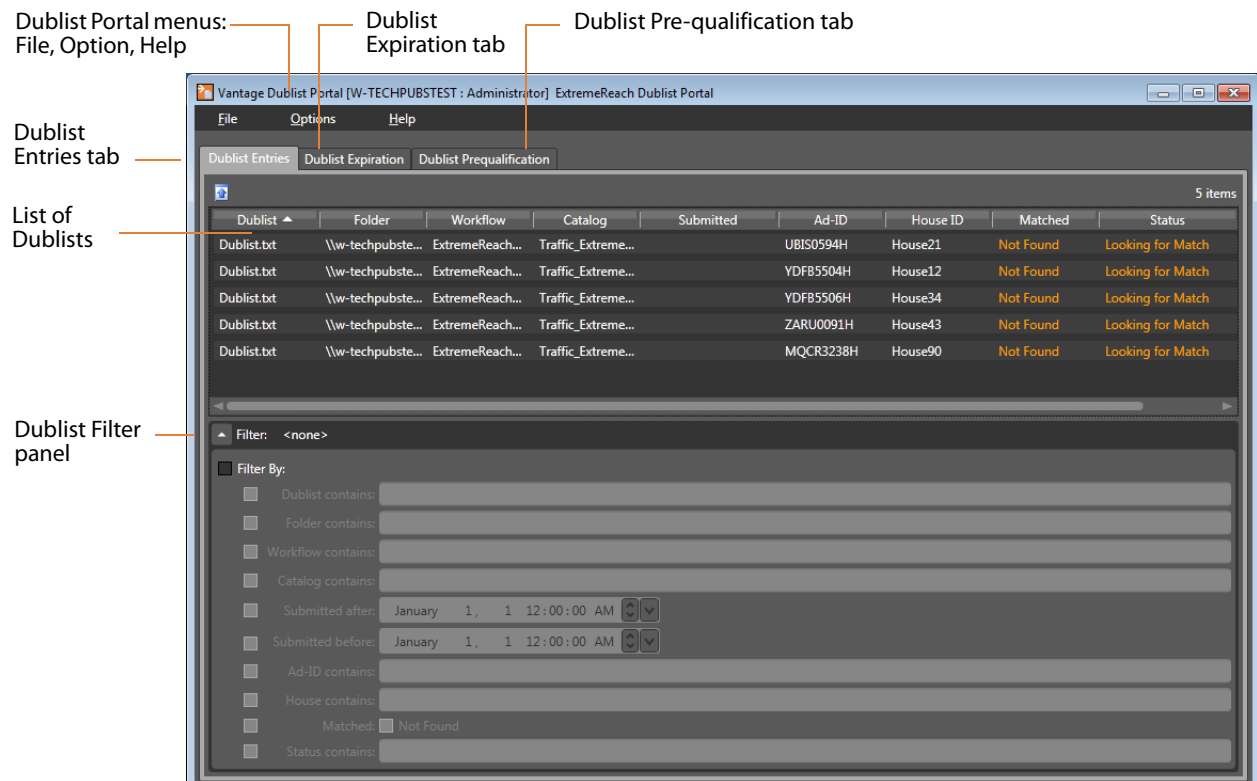 Dublist Portal menus:
File, Option, Help
Dublist
Expiration tab
Dublist Pre-qualification tab
Vantage Dublist Portal [W-TECHPUBSTEST : Administrator] ExtremeReach Dublist Portal
File Options Help
Dublist
Entries tab
Dublist Entries Dublist Expiration Dublist Prequalification
5 items
List of
Dublists
Dublist Folder Workflow Catalog Submitted Ad-ID House ID Matched Status
Dublist.txt \\w-techpubste... ExtremeReach... Traffic_Extreme... UBIS0594H House21 Not Found Looking for Match
Dublist.txt \\w-techpubste... ExtremeReach... Traffic_Extreme... YDFB5504H House12 Not Found Looking for Match
Dublist.txt \\w-techpubste... ExtremeReach... Traffic_Extreme... YDFB5506H House34 Not Found Looking for Match
Dublist.txt \\w-techpubste... ExtremeReach... Traffic_Extreme... ZARU0091H House43 Not Found Looking for Match
Dublist.txt \\w-techpubste... ExtremeReach... Traffic_Extreme... MQCR3238H House90 Not Found Looking for Match
Dublist Filter
panel
Filter: <none>
Filter By:
Dublist contains:
Folder contains:
Workflow contains:
Catalog contains:
Submitted after: January 1, 1 12:00:00 AM
Submitted before: January 1, 1 12:00:00 AM
Ad-ID contains:
House contains:
Matched: Not Found
Status contains: